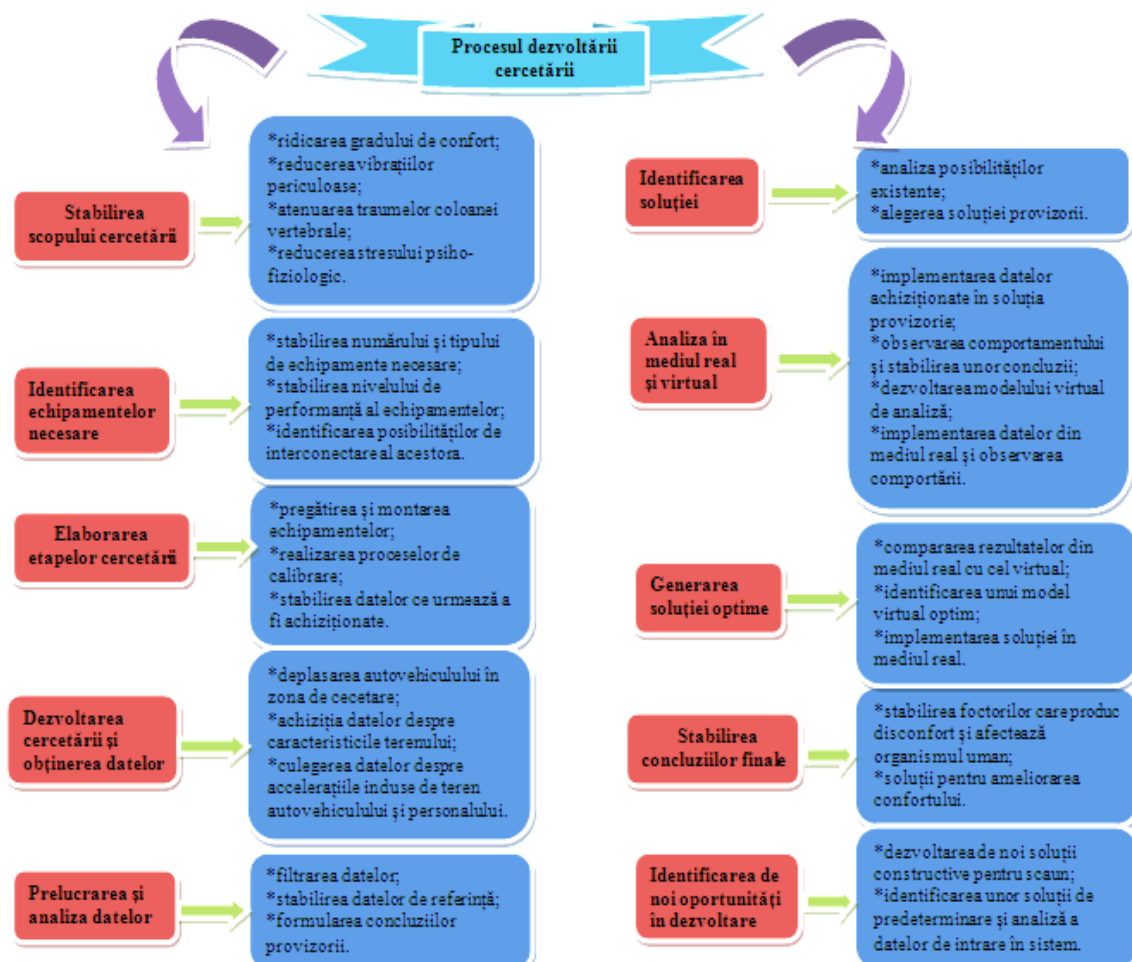 Procesul dezvoltării
cercetării
Stabilirea
scopului cercetării
*ridicarea gradului de confort;
*reducerea vibrațiilor
periculoase;
*atenuarea traumelor coloanei
vertebrale;
*reducerea stresului psiho-
fiziologic.
Identificarea
echipamentelor
necesare
*stabilirea numărului și tipului
de echipamente necesare;
*stabilirea nivelului de
performanță al echipamentelor;
*identificarea posibilităților de
interconectare al acestora.
Elaborarea
etapelor cercetării
*pregătirea și montarea
echipamentelor;
*realizarea proceselor de
calibrare;
*stabilirea datelor ce urmează a
fi achiziționate.
Dezvoltarea
cercetării și
obținerea datelor
*deplasarea autovehiculului în
zona de cecetare;
*achiziția datelor despre
caracteristicile terenului;
*culegerea datelor despre
accelerațiile induse de teren
autovehiculului și personalului.
Prelucrarea și
analiza datelor
*filtrarea datelor;
*stabilirea datelor de referință;
*formularea concluziilor
provizorii.
Identificarea
soluției
*analiza posibilităților
existente;
*alegerea soluției provizorii.
Analiza în
mediul real
și virtual
*implementarea datelor
achiziționate în soluția
provizorie;
*observarea comportamentului
și stabilirea unor concluzii;
*dezvoltarea modelului virtual
de analiză;
*implementarea datelor din
mediul real și observarea
comportării.
Generarea
soluției optime
*compararea rezultatelor din
mediul real cu cel virtual;
*identificarea unui model
virtual optim;
*implementarea soluției în
mediul real.
Stabilirea
concluziilor finale
*stabilirea foctorilor care produc
disconfort și afectează
organismul uman;
*soluții pentru ameliorarea
confortului.
Identificarea de
noi oportunități
în dezvoltare
*dezvoltarea de noi soluții
constructive pentru scaun;
*identificarea unor soluții de
predeterminare și analiză a
datelor de intrare în sistem.